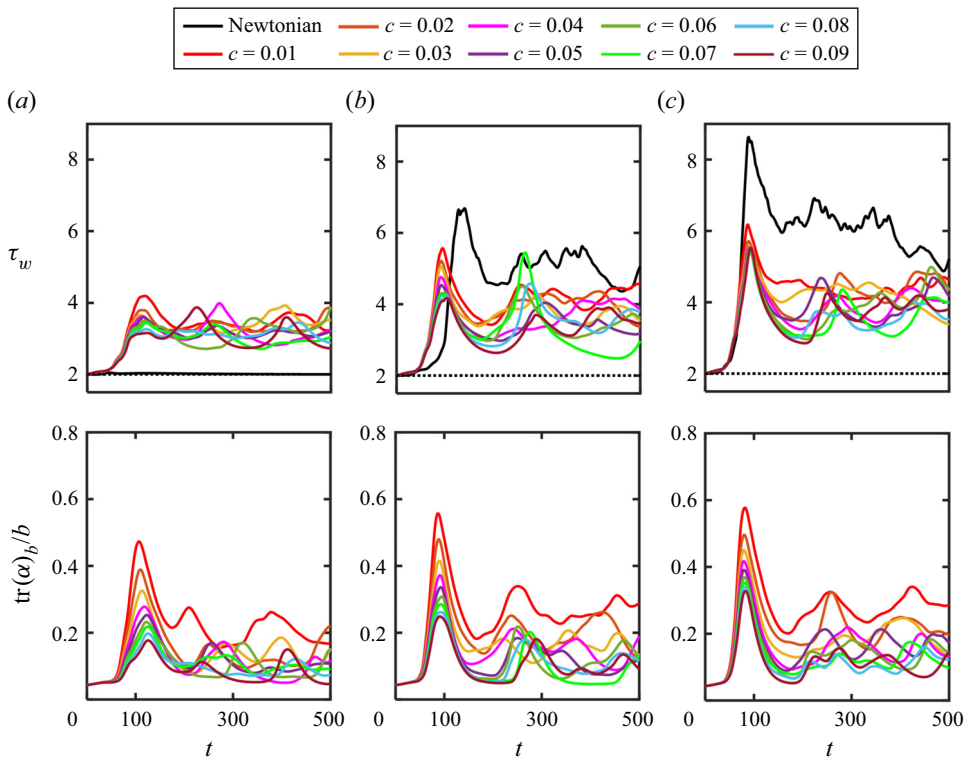 Newtonian c = 0.02 c = 0.04 c = 0.06 c = 0.08
c = 0.01 c = 0.03 c = 0.05 c = 0.07 c = 0.09
(a) (b) (c)
8 8 8
6 6 6
τw
4 4 4
2 2 2
0.8 0.8 0.8
0.6 0.6 0.6
tr(α)b/b
0.4 0.4 0.4
0.2 0.2 0.2
0 100 300 500 0 100 300 500 0 100 300 500
t t t